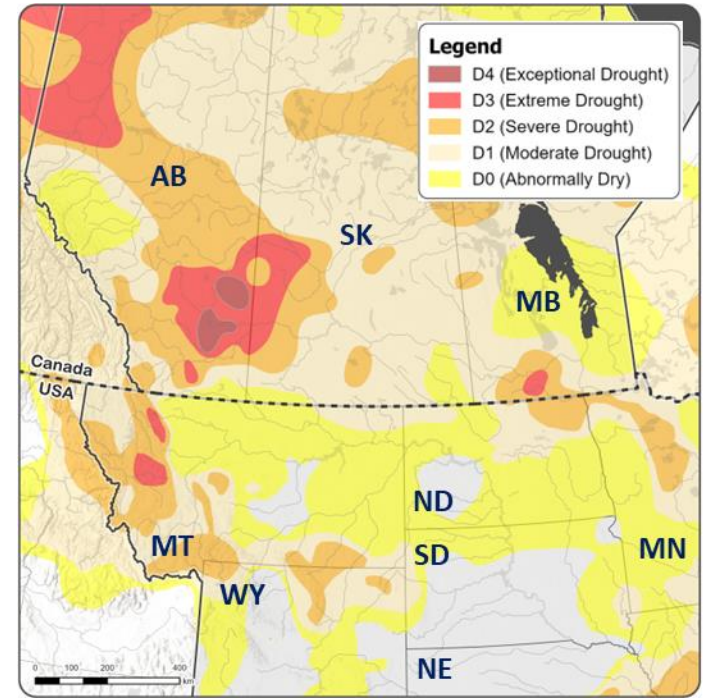 Legend
D4 (Exceptional Drought)
D3 (Extreme Drought)
D2 (Severe Drought)
D1 (Moderate Drought)
D0 (Abnormally Dry)
AB
SK
MB
Canada
USA
ND
MT
SD
MN
WY
NE
0 100 200 400
km